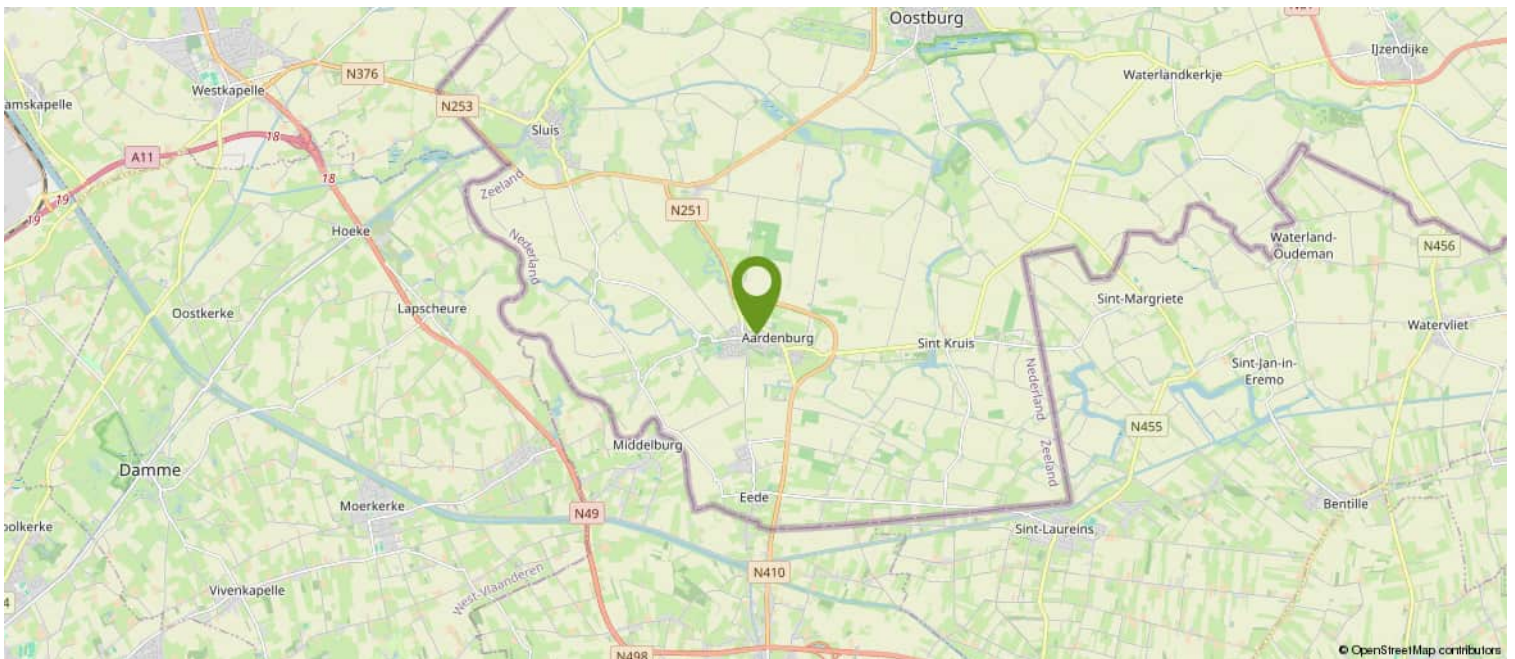 Oostburg
IJzendijke
N376
Waterlandkerkje
Westkapelle
amskapelle
N253
Sluis
18
A11
18
Zeeland
19
19
N251
Hoeke
Nederland
Waterland-
Oudeman
N456
Sint-Margriete
Oostkerke
Lapscheure
Watervliet
Aardenburg
Sint Kruis
Sint-Jan-in-
Eremo
Nederland
Zeeland
N455
Middelburg
Damme
Eede
Moerkerke
N49
Bentille
Sint-Laureins
oolkerke
N410
West-Vlaanderen
Vivenkapelle
4
N498
© OpenStreetMap contributors